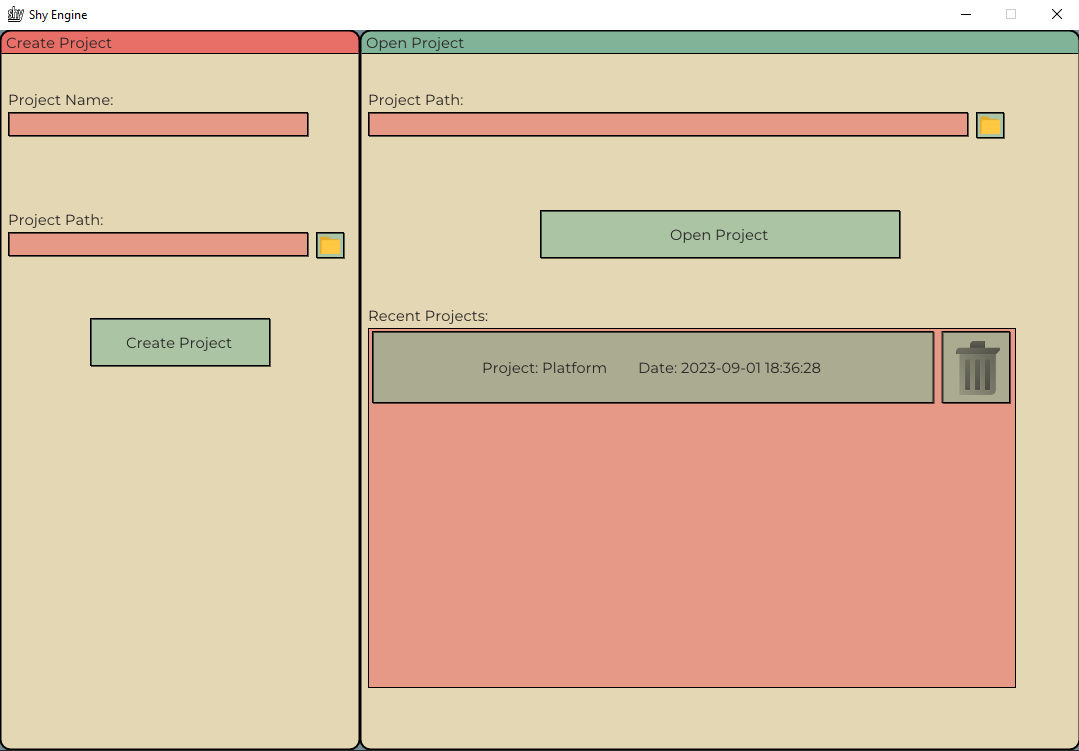 shy Shy Engine
Create Project
Project Name:
Project Path:
Create Project
Open Project
Project Path:
Open Project
Recent Projects:
Project: Platform Date: 2023-09-01 18:36:28